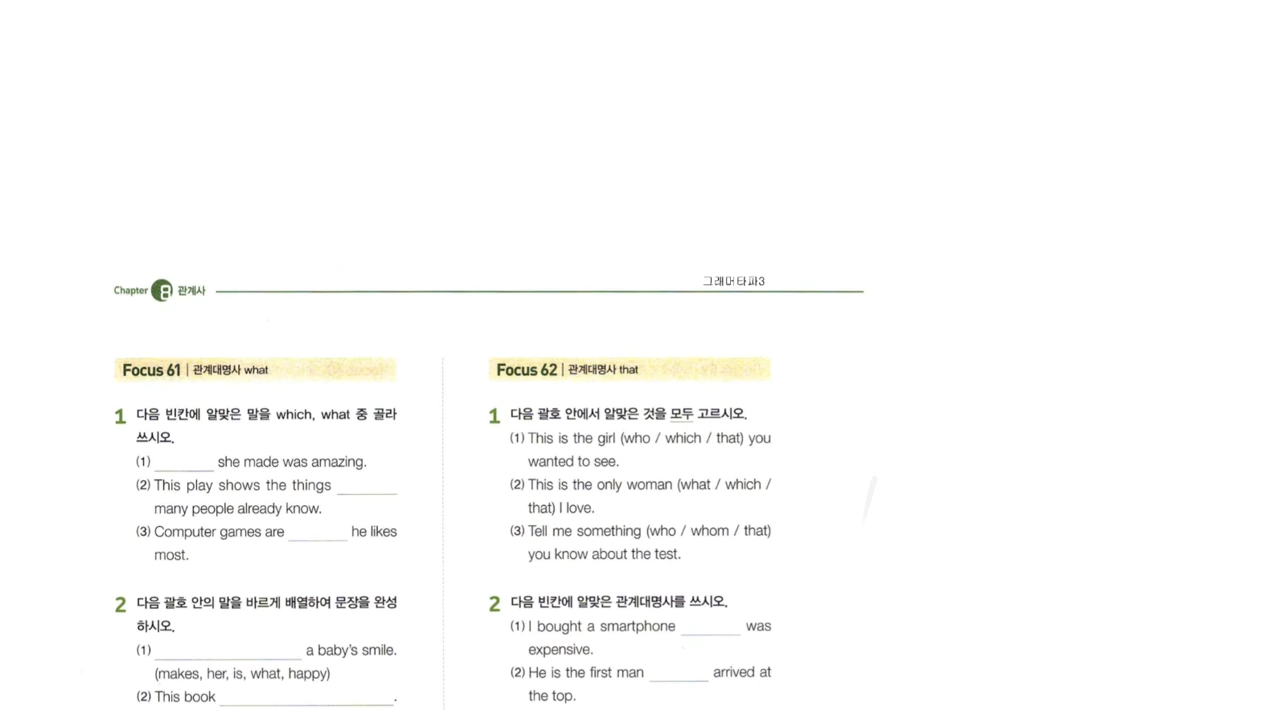 그래머타파3
Chapter 8 관계사
Focus 61 | 관계대명사 what
1 다음 빈칸에 알맞은 말을 which, what 중 골라
쓰시오.
(1) ________ she made was amazing.
(2) This play shows the things ________
many people already know.
(3) Computer games are ________ he likes
most.
2 다음 괄호 안의 말을 바르게 배열하여 문장을 완성
하시오.
(1) ____________________ a baby's smile.
(makes, her, is, what, happy)
(2) This book ________________________.
Focus 62 | 관계대명사 that
1 다음 괄호 안에서 알맞은 것을 모두 고르시오.
(1) This is the girl (who / which / that) you
wanted to see.
(2) This is the only woman (what / which /
that) I love.
(3) Tell me something (who / whom / that)
you know about the test.
2 다음 빈칸에 알맞은 관계대명사를 쓰시오.
(1) I bought a smartphone ________ was
expensive.
(2) He is the first man ________ arrived at
the top.